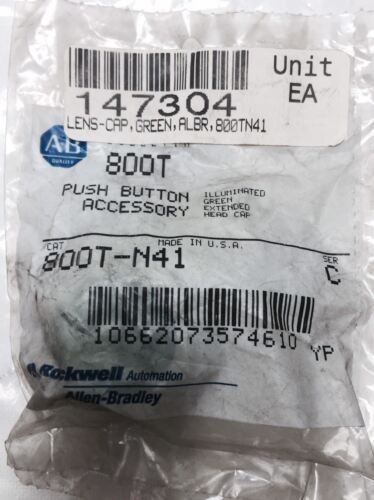 Unit
EA
147304
LENS-CAP,GREEN,ALBR,800TN41
AB
QUALITY
800T
PUSH BUTTON
ACCESSORY
ILLUMINATED
GREEN
EXTENDED
HEAD CAP
CAT
MADE IN U.S.A.
SER
800T-N41
C
10662073574610 YP
Rockwell Automation
Allen-Bradley